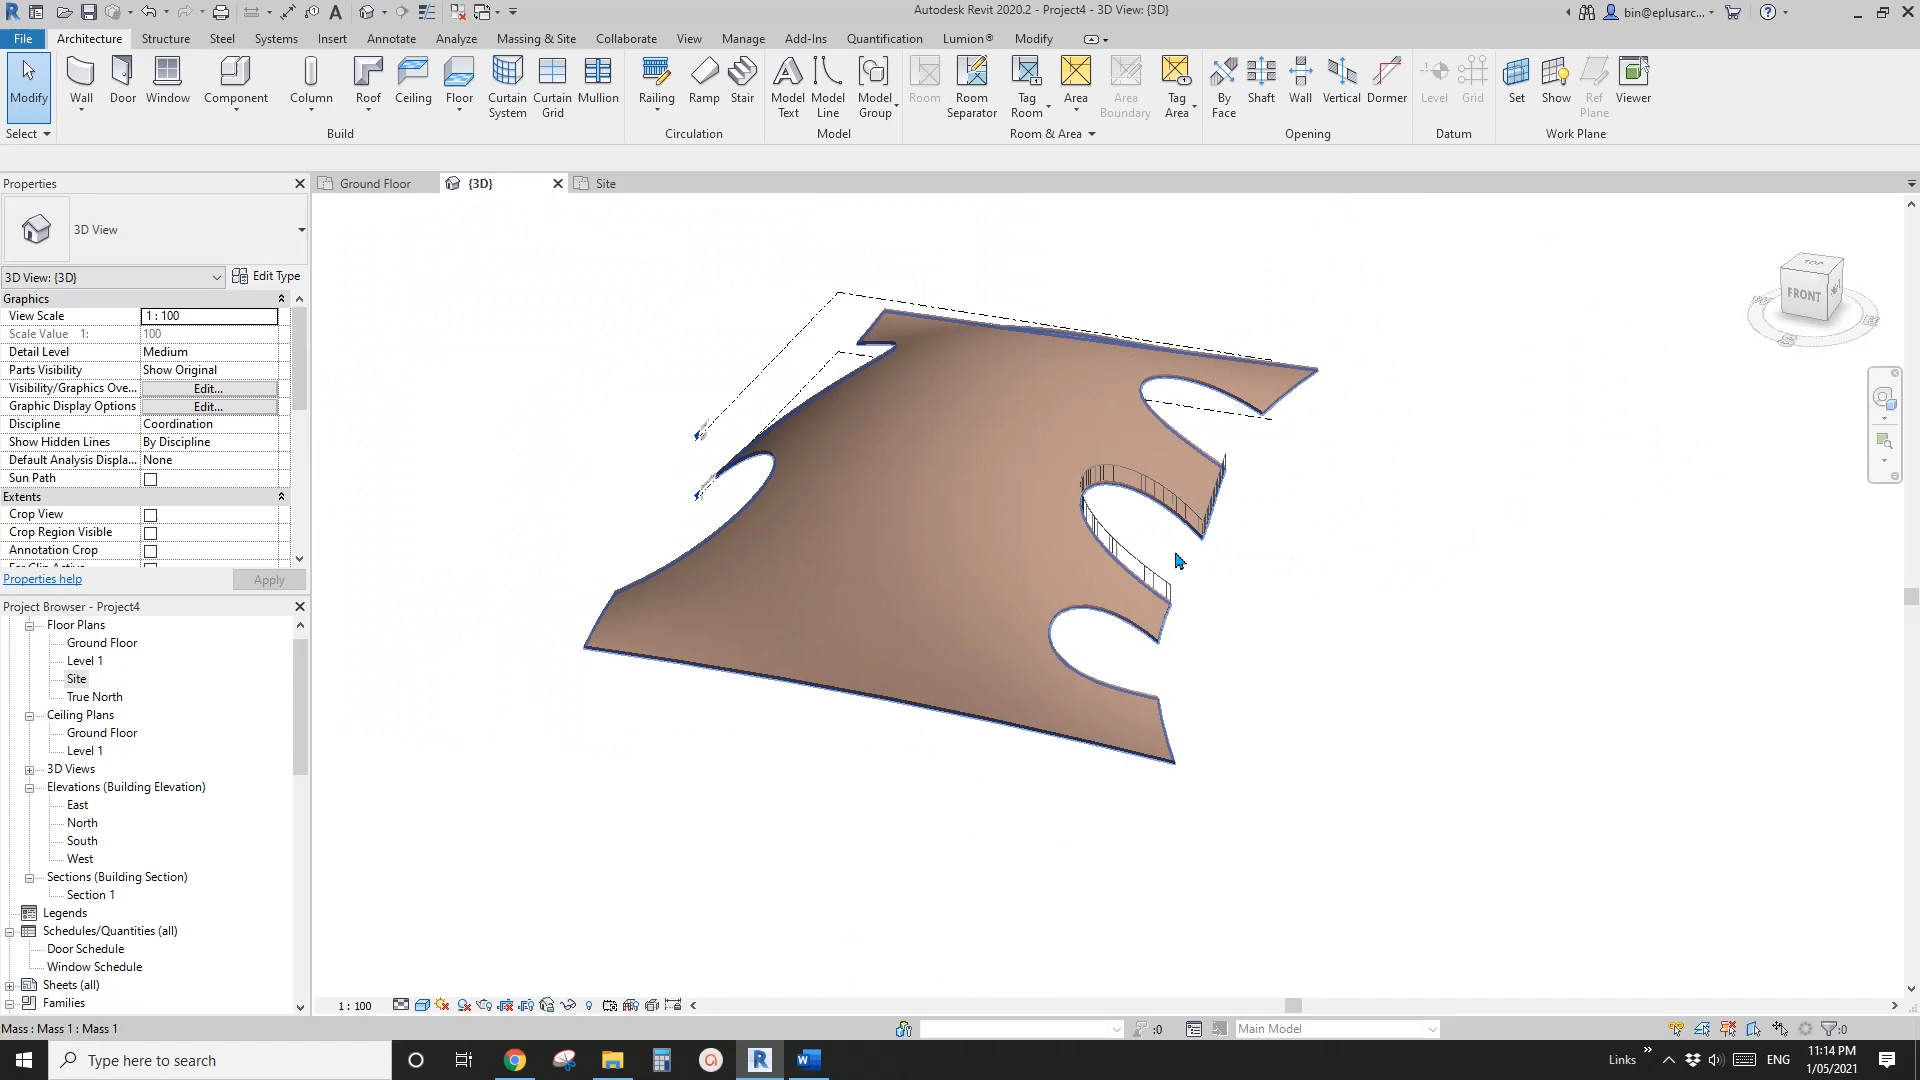 Autodesk Revit 2020.2 - Project4 - 3D View: {3D}
bin@eplusarc...
File Architecture Structure Steel Systems Insert Annotate Analyze Massing & Site Collaborate View Manage Add-Ins Quantification Lumion® Modify
Modify Wall Door Window Component Column Roof Ceiling Floor Curtain System Curtain Grid Mullion Railing Ramp Stair Model Text Model Line Model Group Room Room Separator Tag Room Area Area Boundary Tag Area By Face Shaft Wall Vertical Dormer Level Grid Set Show Ref Plane Viewer
Select Build Circulation Model Room & Area Opening Datum Work Plane
Properties
Ground Floor {3D} Site
3D View
3D View: {3D} Edit Type
Graphics
View Scale 1 : 100
Scale Value 1: 100
Detail Level Medium
Parts Visibility Show Original
Visibility/Graphics Ove... Edit...
Graphic Display Options Edit...
Discipline Coordination
Show Hidden Lines By Discipline
Default Analysis Displa... None
Sun Path
Extents
Crop View
Crop Region Visible
Annotation Crop
Properties help Apply
TOP
FRONT
Project Browser - Project4
Floor Plans
Ground Floor
Level 1
Site
True North
Ceiling Plans
Ground Floor
Level 1
3D Views
Elevations (Building Elevation)
East
North
South
West
Sections (Building Section)
Section 1
Legends
Schedules/Quantities (all)
Door Schedule
Window Schedule
Sheets (all)
Families
1 : 100
Mass : Mass 1 : Mass 1
:0 Main Model :0
Type here to search
Links ENG 11:14 PM
1/05/2021